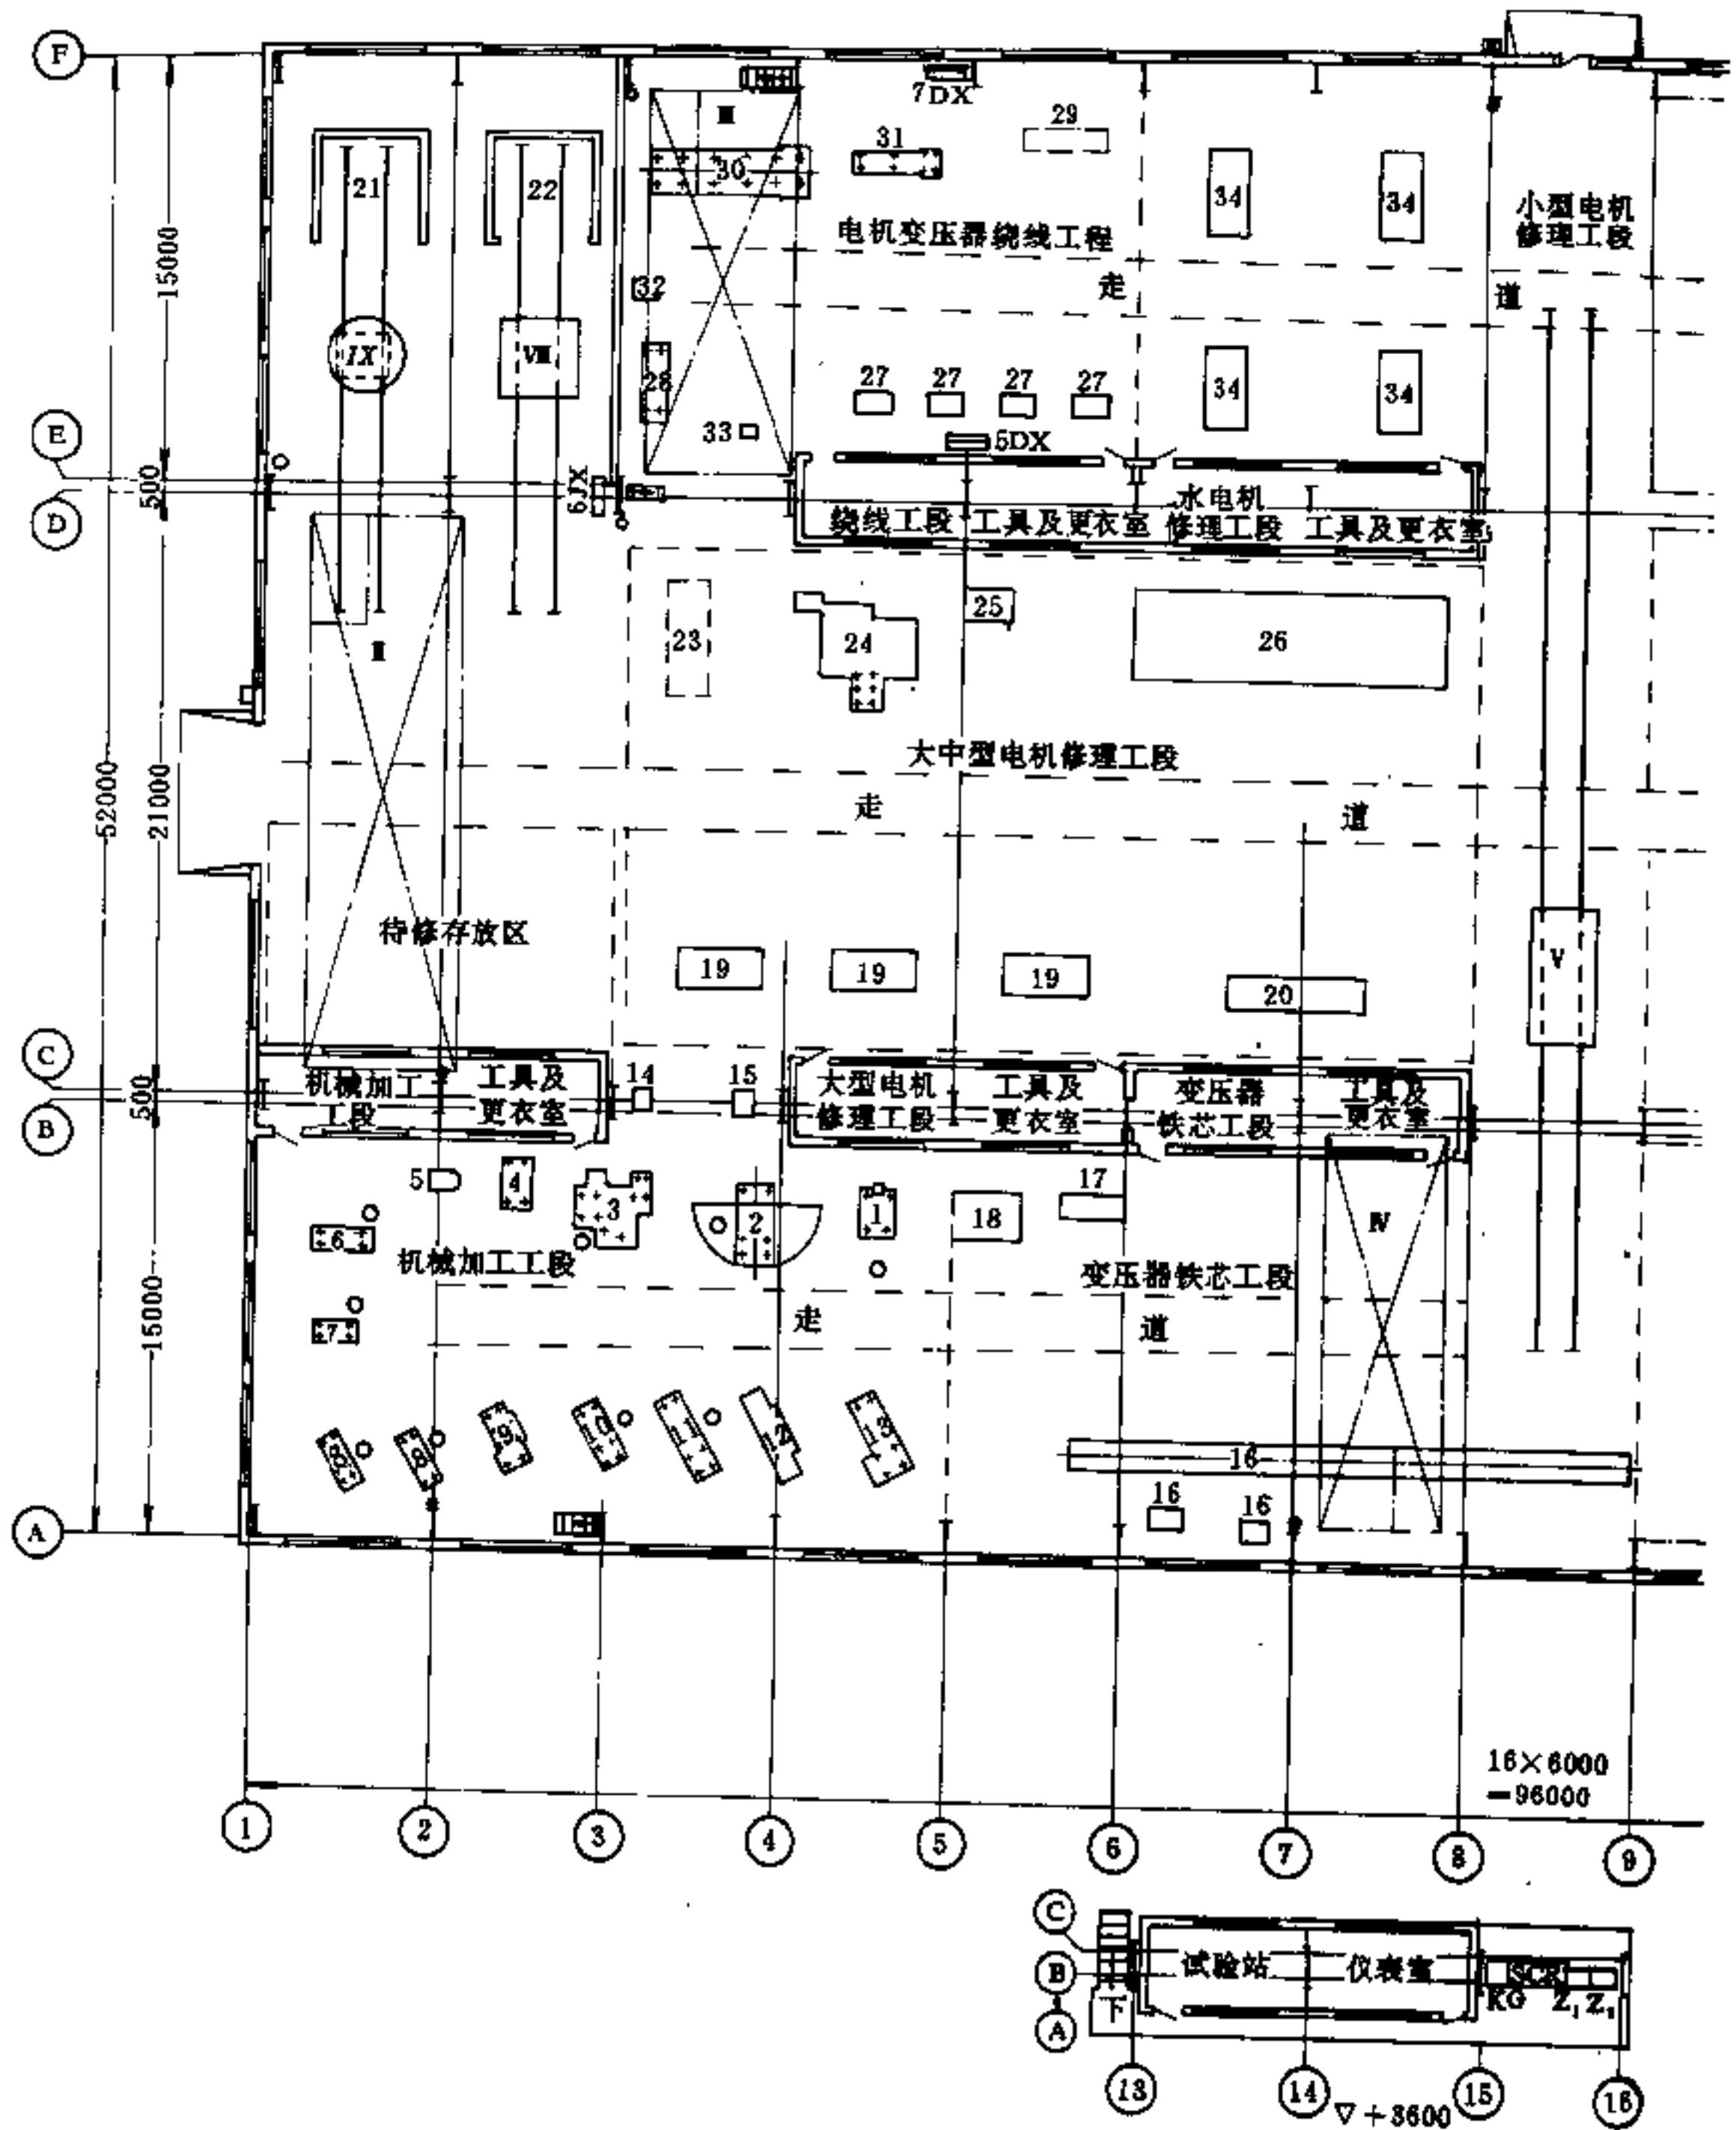 F
7DX
29
Ⅲ
31
30
21
22
34
34
小型电机
修理工段
电机变压器绕线工程
15000
走
道
32
IX
Ⅷ
28
27
27
27
27
34
34
33
5DX
E
500
6JX
D
水电机
绕线工段
工具及更衣室
修理工段
工具及更衣室
25
23
24
26
Ⅱ
大中型电机修理工段
52000
21000
走
道
待修存放区
V
19
19
19
20
C
机械加工
工段
工具及
更衣室
14
15
大型电机
修理工段
工具及
更衣室
变压器
铁芯工段
工具及
更衣室
500
B
5
4
3
2
1
18
17
Ⅳ
6
机械加工工段
变压器铁芯工段
15000
7
走
道
8
8
9
10
11
12
13
16
16
16
A
16×6000
=96000
1
2
3
4
5
6
7
8
9
C
试验站
仪表室
B
下
KG
SCR
A
13
14
15
16
▽+3600